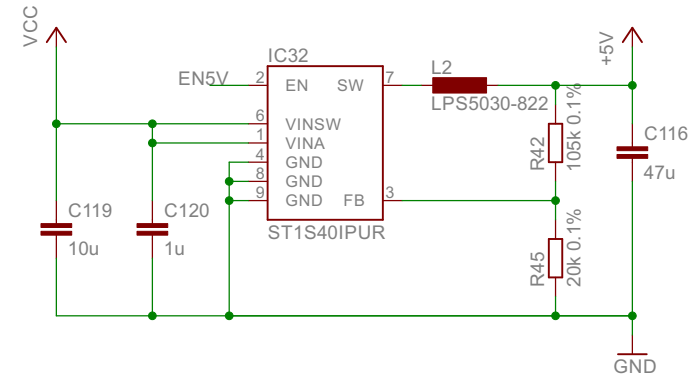 VCC
+5V
IC32
EN5V
2
EN
SW
7
L2
LPS5030-822
6
VINSW
1
VINA
4
GND
8
GND
9
GND
FB
3
ST1S40IPUR
R42
105k 0.1%
C116
47u
C119
10u
C120
1u
R45
20k 0.1%
GND